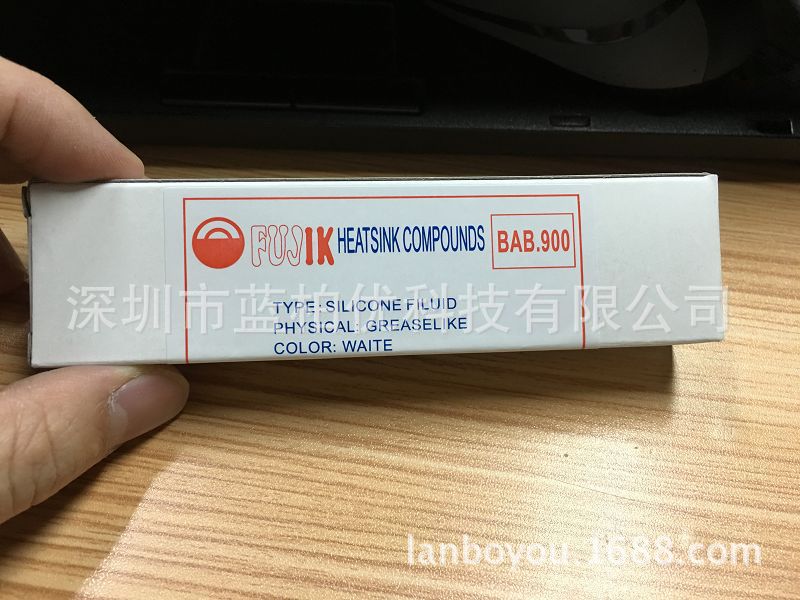 FUJIK HEATSINK COMPOUNDS BAB.900
深圳市蓝柏优科技有限公司
TYPE: SILICONE FILUID
PHYSICAL: GREASELIKE
COLOR: WAITE
lanboyou.1688.com